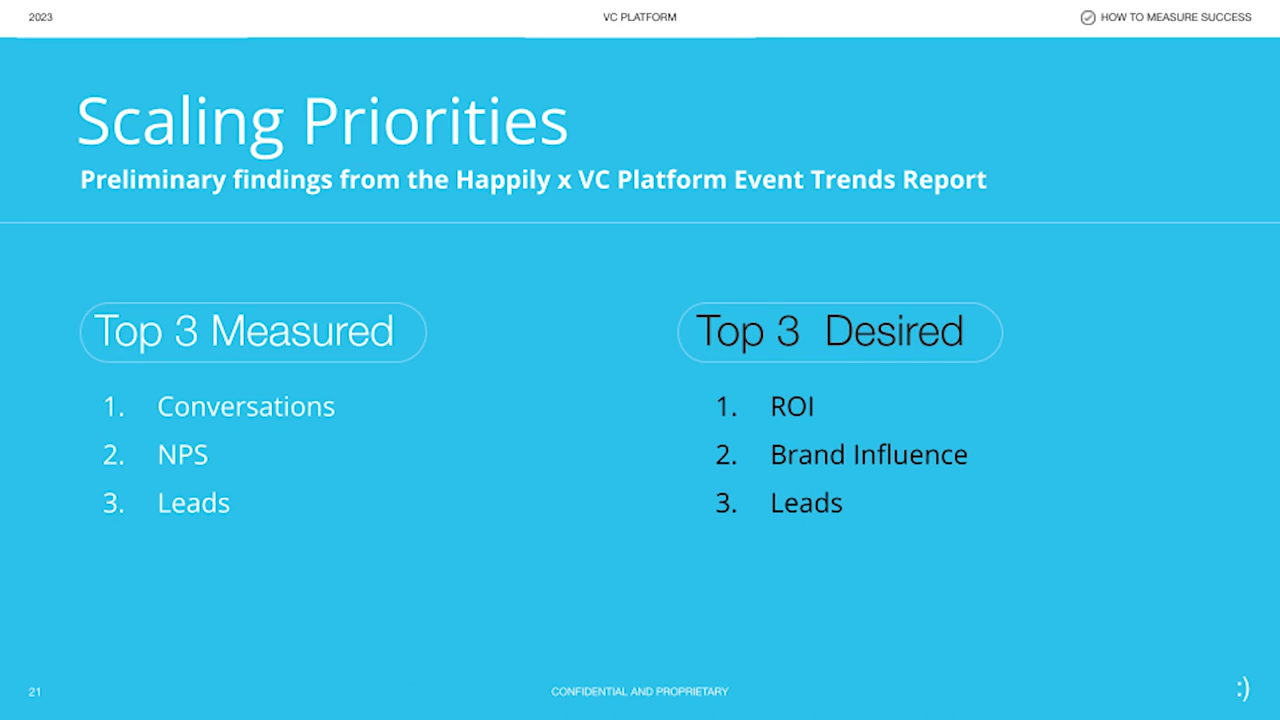 2023
VC PLATFORM
HOW TO MEASURE SUCCESS
Scaling Priorities
Preliminary findings from the Happily x VC Platform Event Trends Report
Top 3 Measured
1. Conversations
2. NPS
3. Leads
Top 3 Desired
1. ROI
2. Brand Influence
3. Leads
21
CONFIDENTIAL AND PROPRIETARY
:)